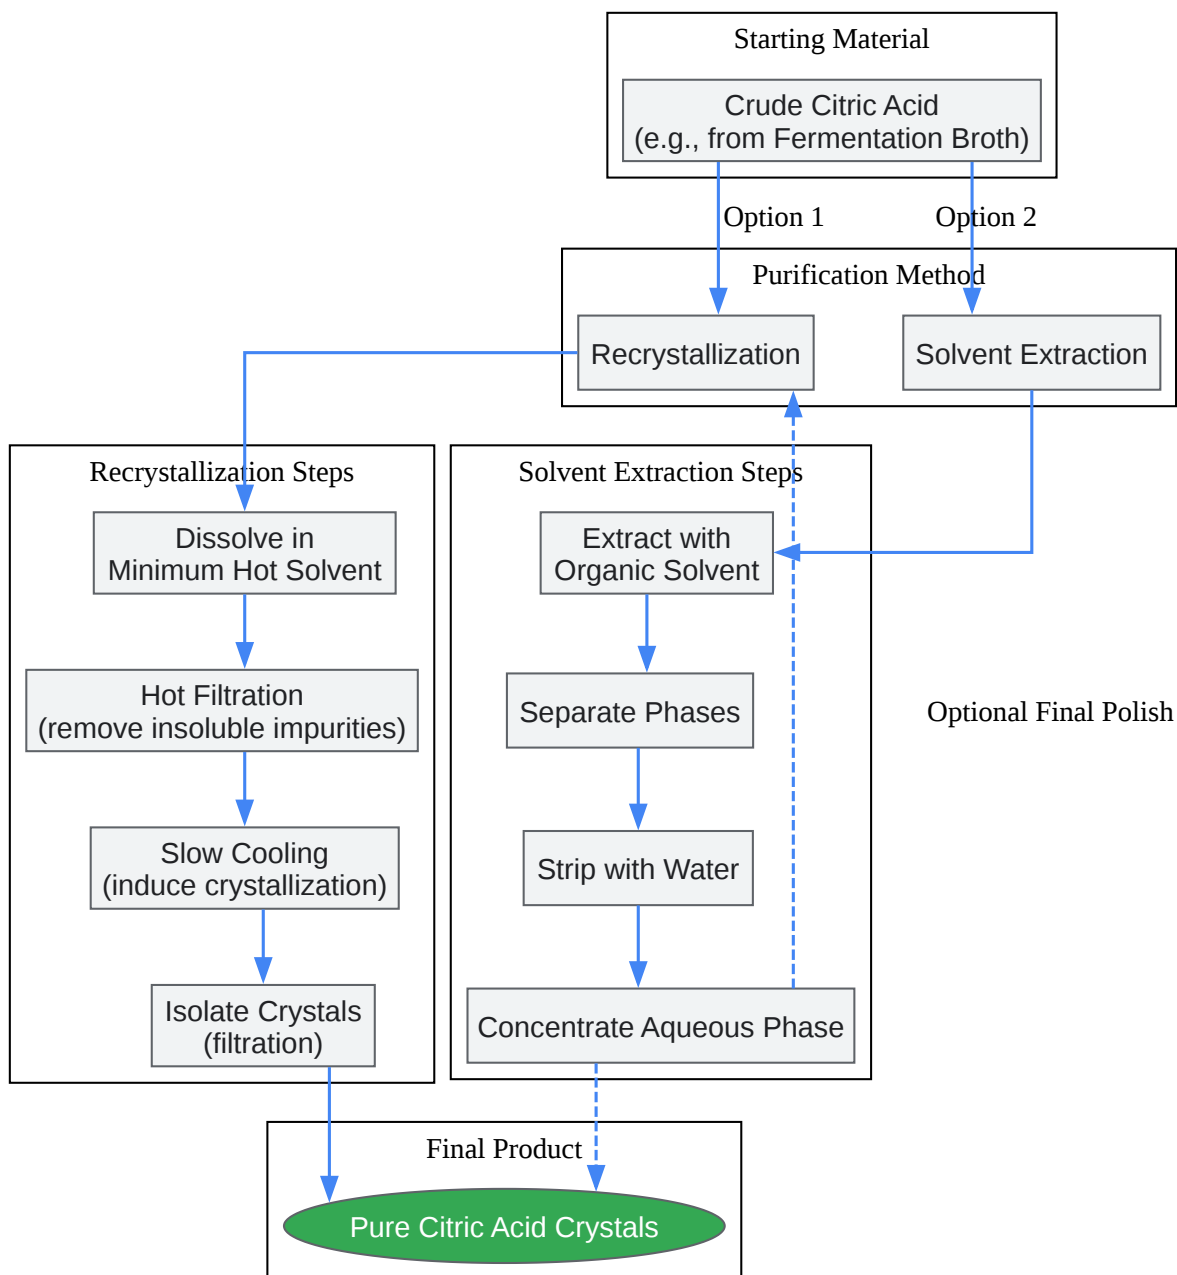 Starting Material
Crude Citric Acid
(e.g., from Fermentation Broth)
Option 1
Option 2
Purification Method
Recrystallization
Solvent Extraction
Recrystallization Steps
Dissolve in
Minimum Hot Solvent
Hot Filtration
(remove insoluble impurities)
Slow Cooling
(induce crystallization)
Isolate Crystals
(filtration)
Solvent Extraction Steps
Extract with
Organic Solvent
Separate Phases
Strip with Water
Concentrate Aqueous Phase
Optional Final Polish
Final Product
Pure Citric Acid Crystals